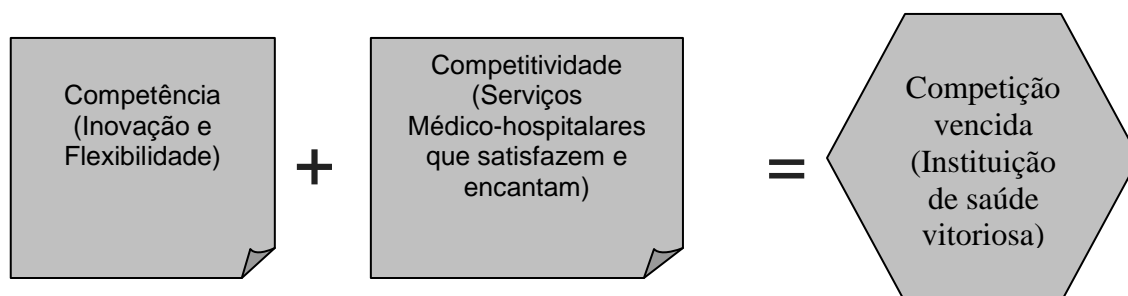 Competência
(Inovação e
Flexibilidade)
+
Competitividade
(Serviços
Médico-hospitalares
que satisfazem e
encantam)
=
Competição
vencida
(Instituição
de saúde
vitoriosa)